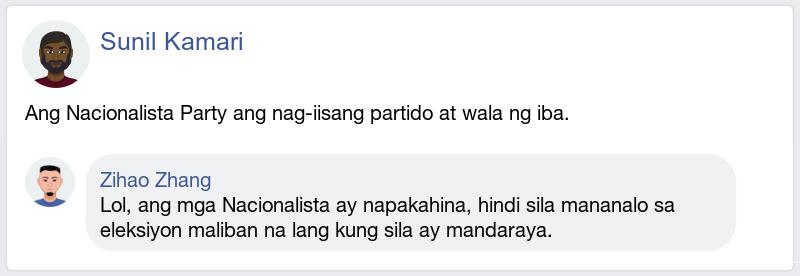 Sunil Kamari
Ang Nacionalista Party ang nag-iisang partido at wala ng iba.
Zihao Zhang
Lol, ang mga Nacionalista ay napakahina, hindi sila mananalo sa
eleksiyon maliban na lang kung sila ay mandaraya.